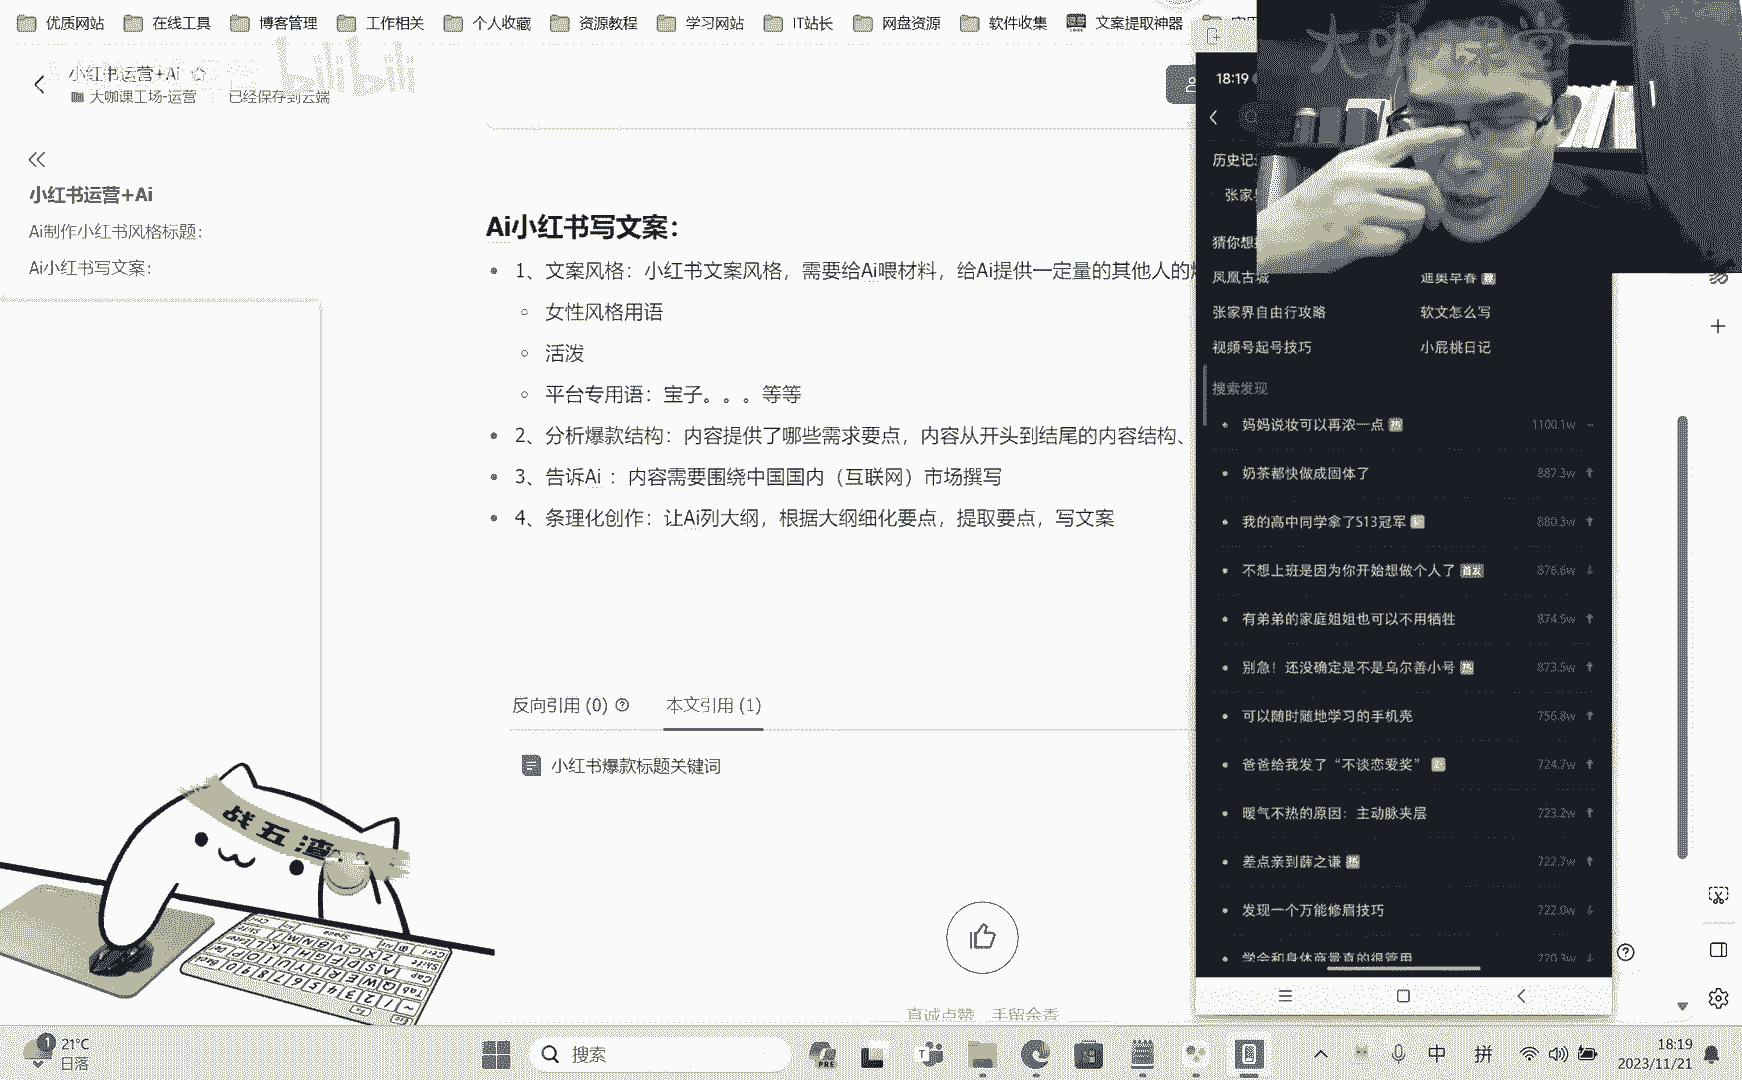 优质网站
在线工具
博客管理
工作相关
个人收藏
资源教程
学习网站
IT站长
网盘资源
软件收集
文案提取神器
小红书运营+Ai
大咖课工场-运营
已经保存到云端
bilibili
大咖课堂
小红书运营+Ai
Ai制作小红书风格标题：
Ai小红书写文案：
Ai小红书写文案：
1、文案风格：小红书文案风格，需要给Ai喂材料，给Ai提供一定量的其他人的
女性风格用语
活泼
平台专用语：宝子。。。等等
2、分析爆款结构：内容提供了哪些需求要点，内容从开头到结尾的内容结构、
3、告诉Ai ：内容需要围绕中国国内（互联网）市场撰写
4、条理化创作：让Ai列大纲，根据大纲细化要点，提取要点，写文案
反向引用 (0)
本文引用 (1)
小红书爆款标题关键词
真诚点赞，手留余香
战五渣
18:19
历史记
张家
猜你想
凤凰古城
迪奥早春
张家界自由行攻略
软文怎么写
视频号起号技巧
小屁桃日记
搜索发现
妈妈说妆可以再浓一点 热 1100.1w
奶茶都快做成固体了 887.3w
我的高中同学拿了S13冠军 880.3w
不想上班是因为你开始想做个人了 首发 876.6w
有弟弟的家庭姐姐也可以不用牺牲 874.5w
别急！还没确定是不是乌尔善小号 热 873.5w
可以随时随地学习的手机壳 756.8w
爸爸给我发了“不谈恋爱奖” 724.7w
暖气不热的原因：主动脉夹层 723.2w
差点亲到薛之谦 热 722.7w
发现一个万能修眉技巧 722.0w
学会和身体商量真的很管用 720.3w
1
21°C
日落
搜索
PRE
中
拼
18:19
2023/11/21